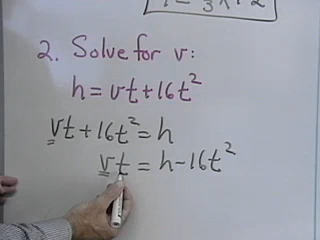 2. Solve for v:
h = vt + 16t²
vt + 16t² = h
vt = h - 16t²